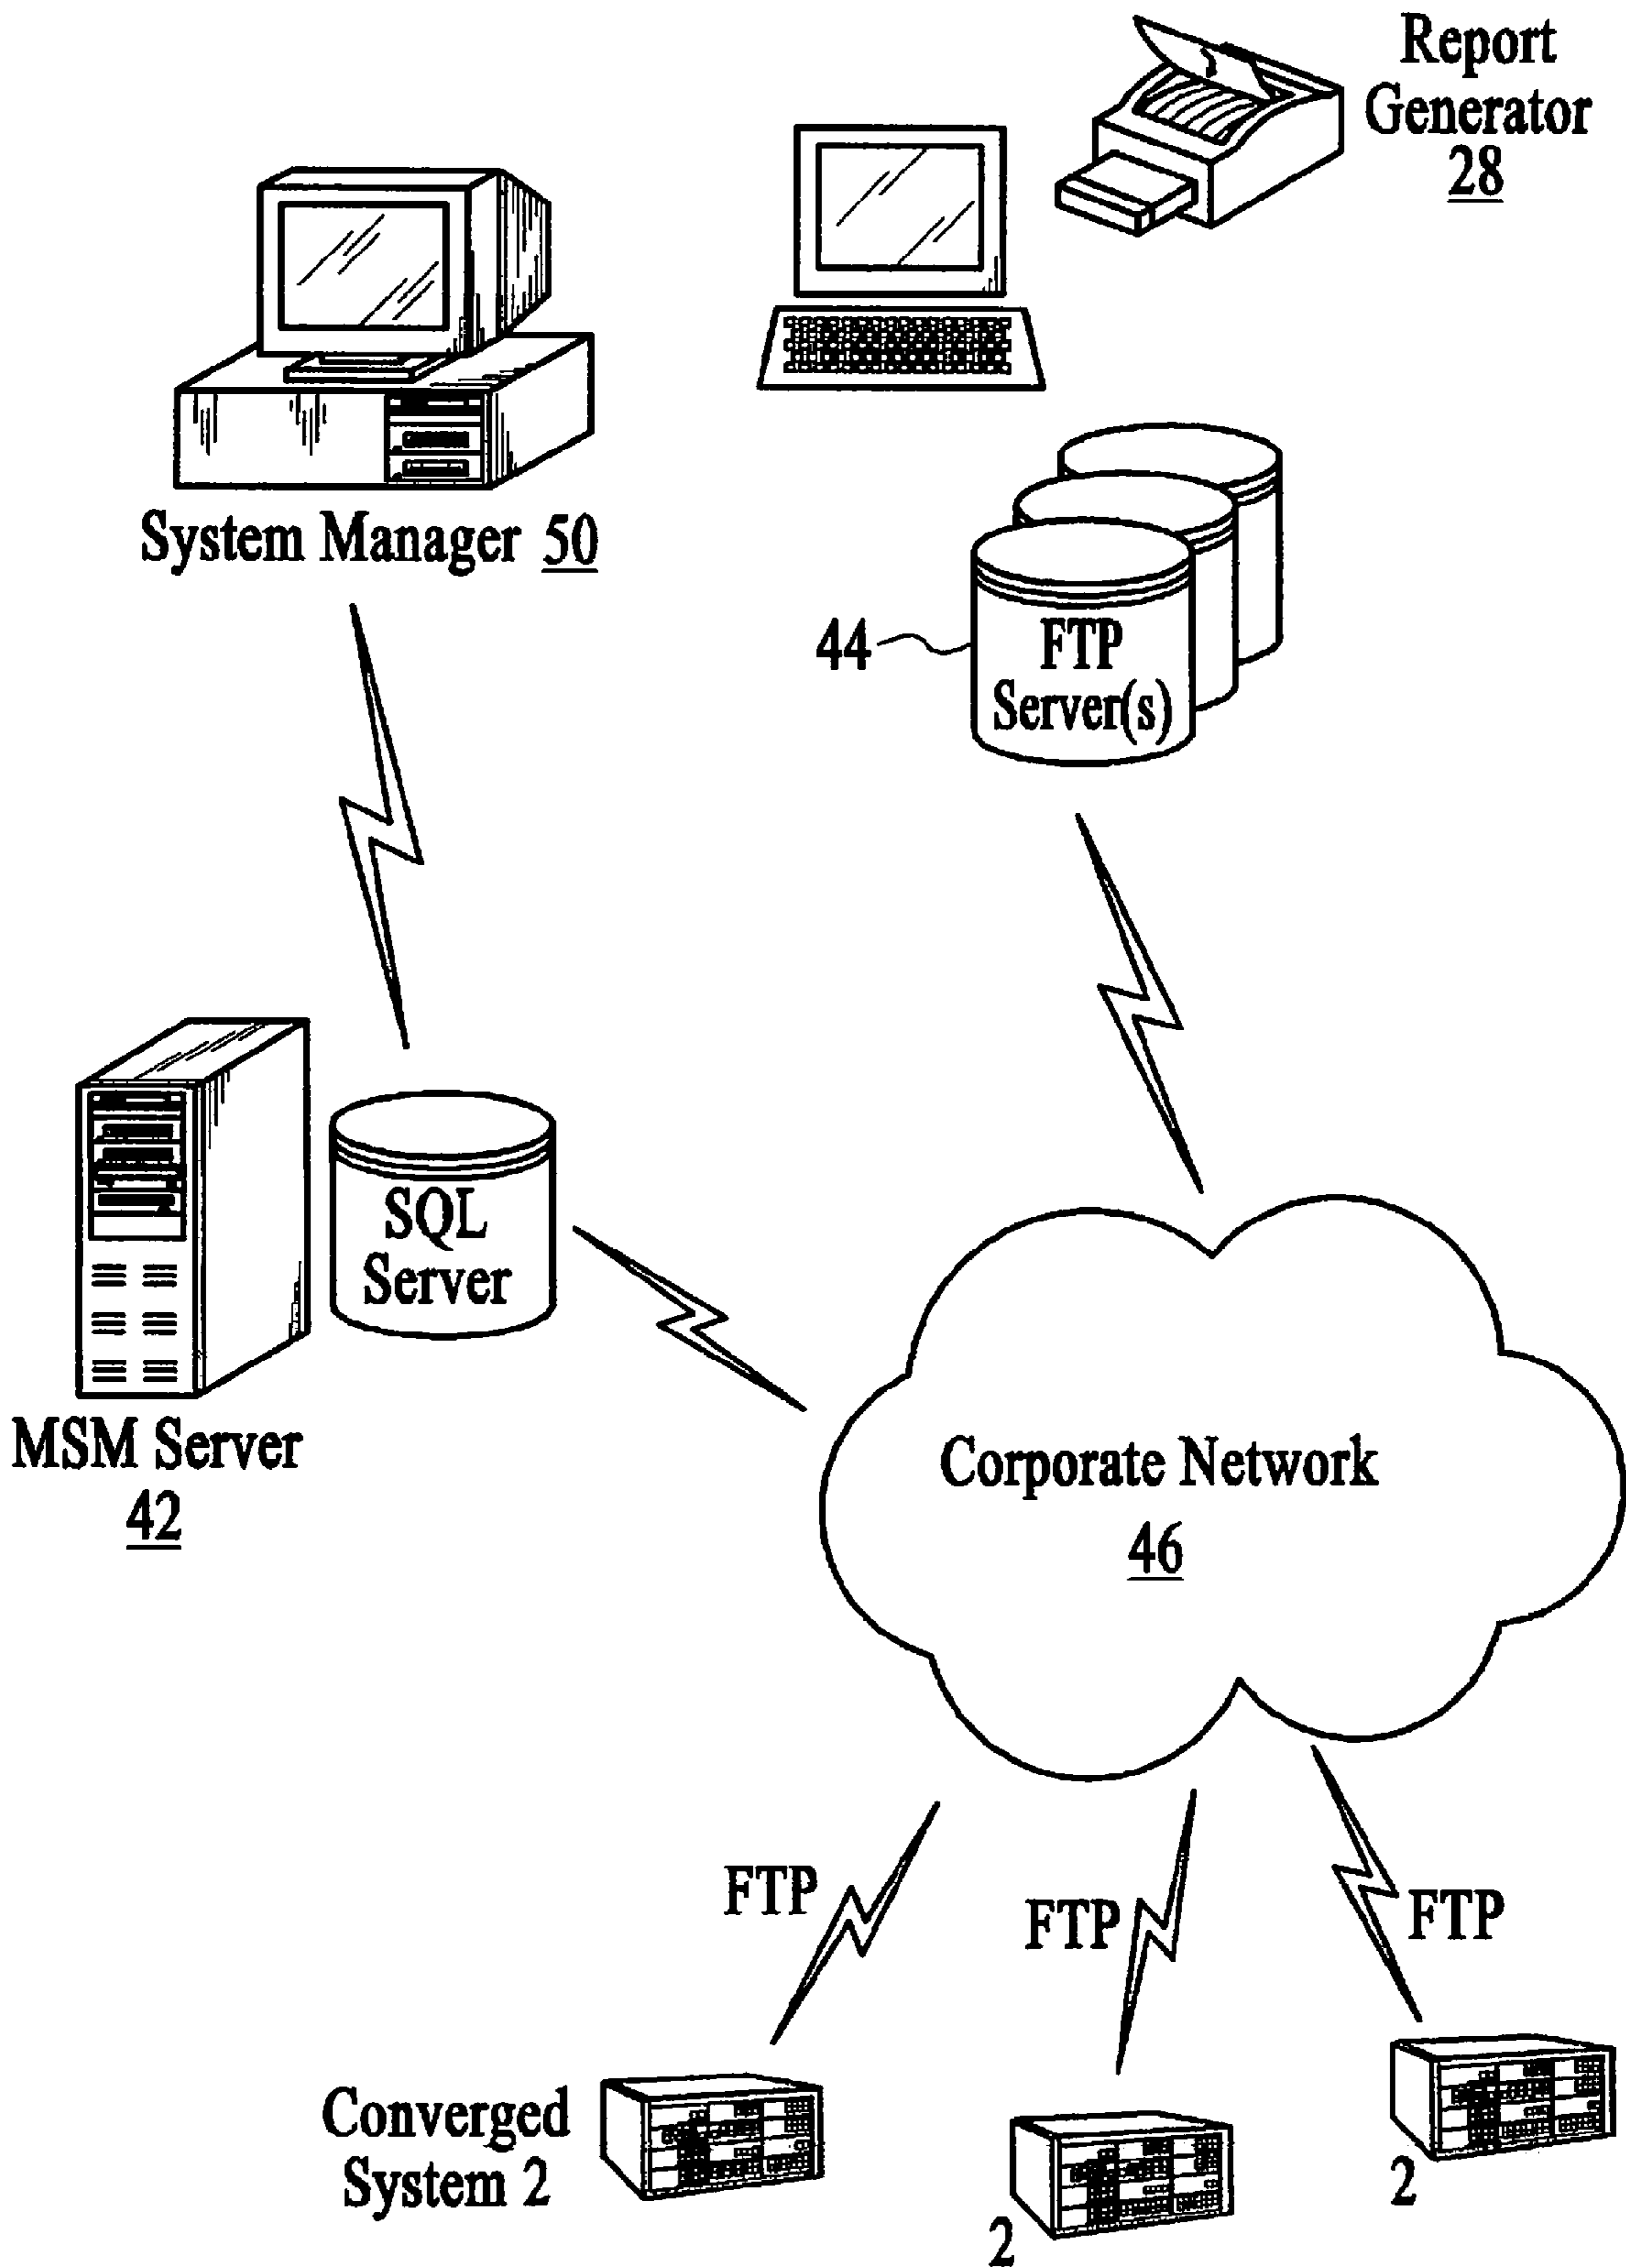 Report
Generator
28
System Manager 50
44
FTP
Server(s)
SQL
Server
MSM Server
42
Corporate Network
46
FTP
FTP
FTP
Converged
System 2
2
2